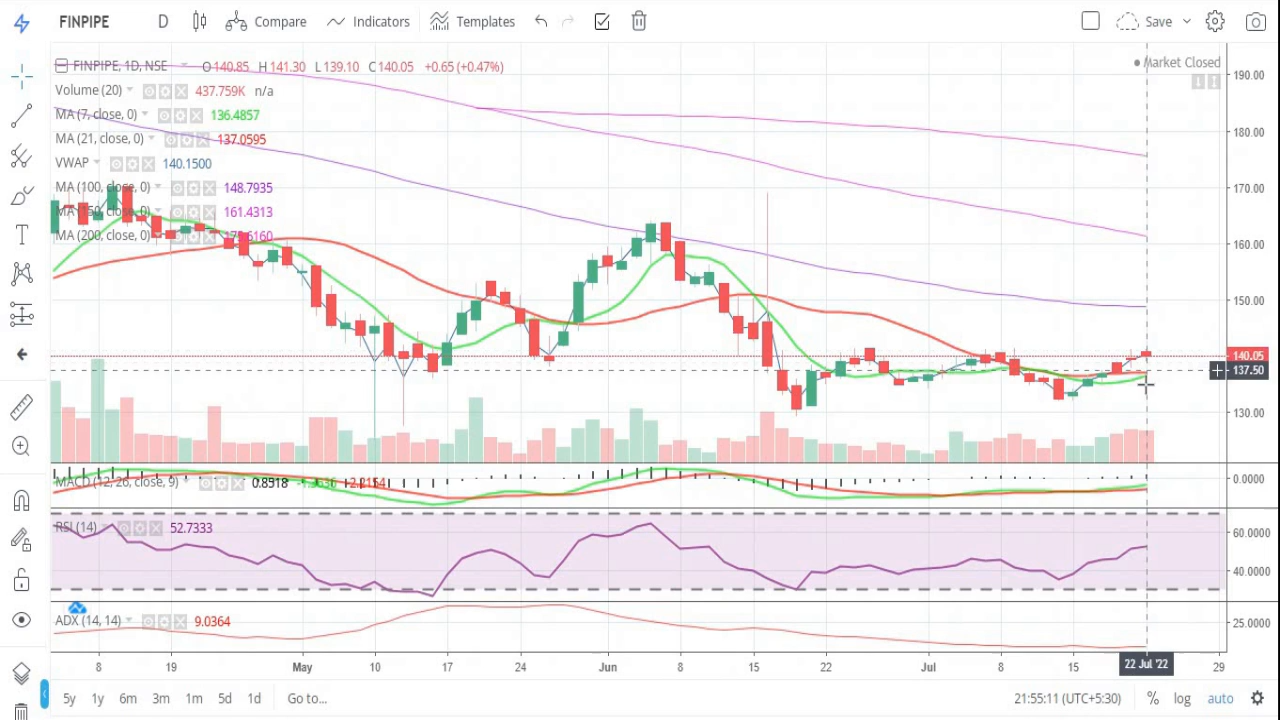 FINPIPE D Compare Indicators Templates Save
FINPIPE, 1D, NSE O 140.85 H 141.30 L 139.10 C 140.05 +0.65 (+0.47%)
Market Closed
Volume (20) 437.759K n/a
MA (7, close, 0) 136.4857
MA (21, close, 0) 137.0595
VWAP 140.1500
MA (100, close, 0) 148.7935
MA (150, close, 0) 161.4313
MA (200, close, 0)
190.00
180.00
170.00
160.00
150.00
140.05
137.50
130.00
MACD (12, 26, close, 9) 0.8918
0.0000
RSI (14) 52.7333
60.0000
40.0000
ADX (14, 14) 9.0364
25.0000
8 19 May 10 17 24 Jun 8 15 22 Jul 8 15 22 Jul '22 29
5y 1y 6m 3m 1m 5d 1d Go to... 21:55:11 (UTC+5:30) % log auto